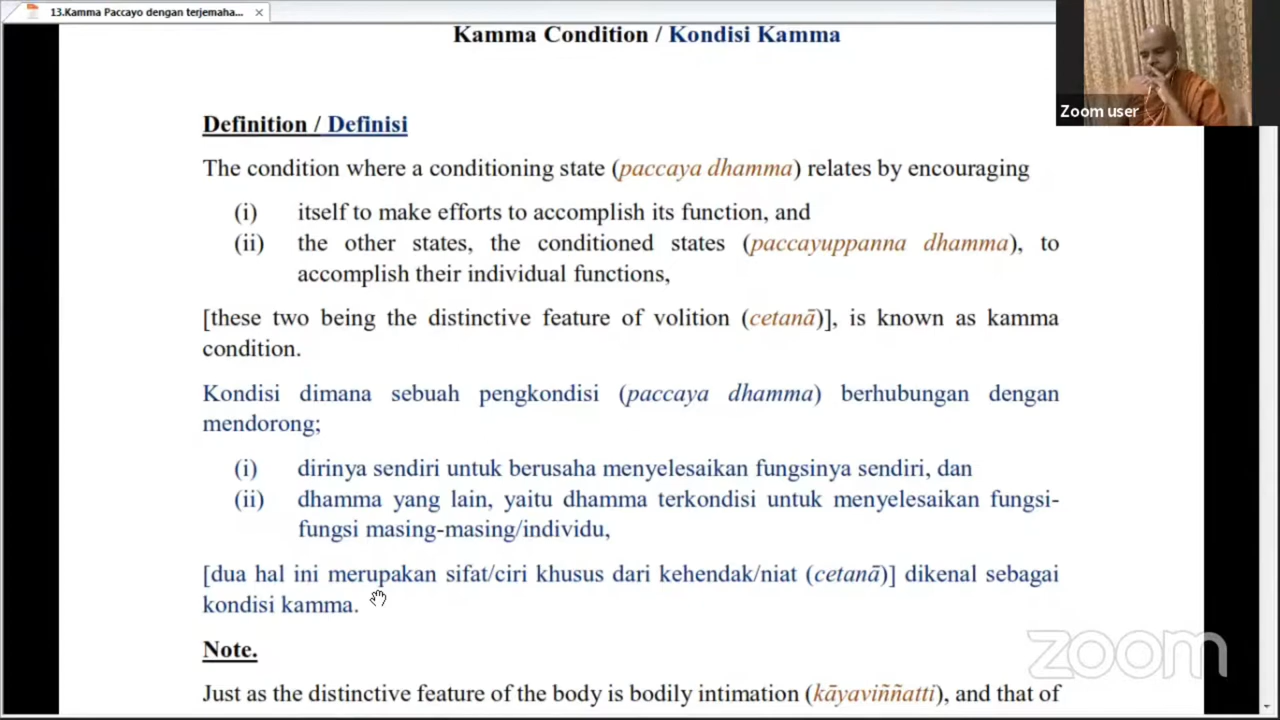 13.Kamma Paccayo dengan terjemaha...
Kamma Condition / Kondisi Kamma
Zoom user
Definition / Definisi
The condition where a conditioning state (paccaya dhamma) relates by encouraging
(i) itself to make efforts to accomplish its function, and
(ii) the other states, the conditioned states (paccayuppanna dhamma), to
accomplish their individual functions,
[these two being the distinctive feature of volition (cetanā)], is known as kamma
condition.
Kondisi dimana sebuah pengkondisi (paccaya dhamma) berhubungan dengan
mendorong;
(i) dirinya sendiri untuk berusaha menyelesaikan fungsinya sendiri, dan
(ii) dhamma yang lain, yaitu dhamma terkondisi untuk menyelesaikan fungsi-
fungsi masing-masing/individu,
[dua hal ini merupakan sifat/ciri khusus dari kehendak/niat (cetanā)] dikenal sebagai
kondisi kamma.
Note.
zoom
Just as the distinctive feature of the body is bodily intimation (kāyaviññatti), and that of